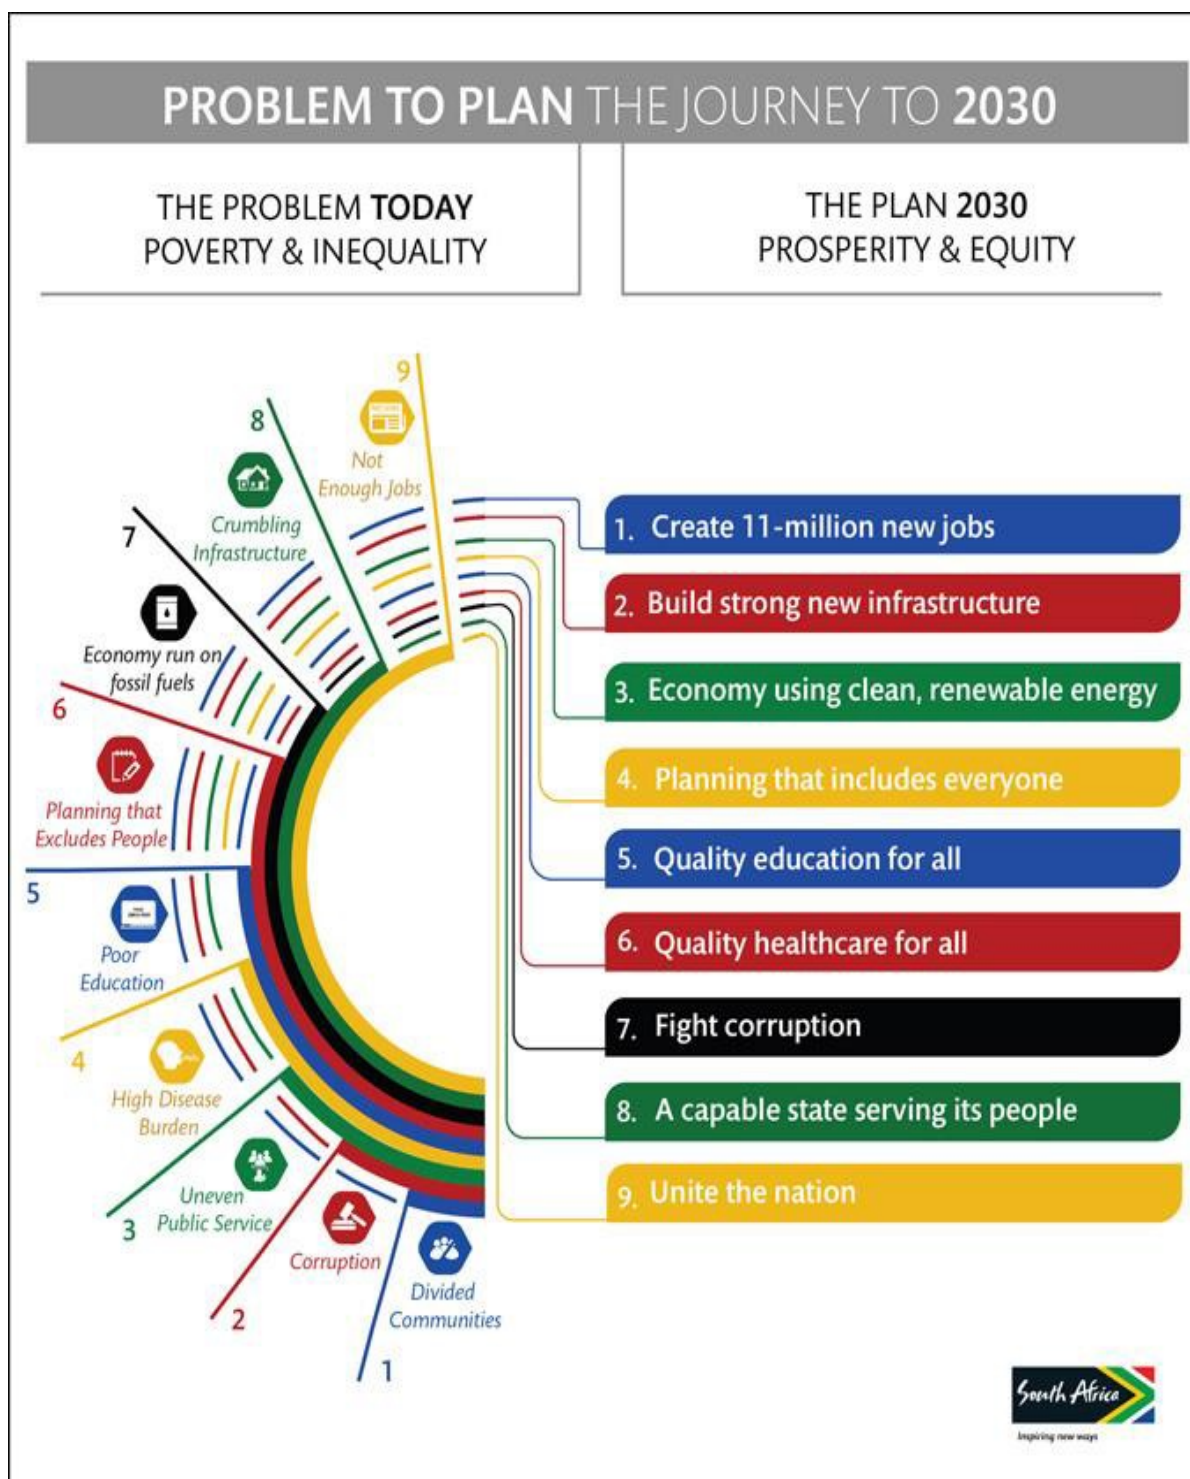 PROBLEM TO PLAN THE JOURNEY TO 2030
THE PROBLEM TODAY
POVERTY & INEQUALITY
THE PLAN 2030
PROSPERITY & EQUITY
9
Not
Enough Jobs
8
Crumbling
Infrastructure
7
Economy run on
fossil fuels
6
Planning that
Excludes People
5
Poor
Education
4
High Disease
Burden
3
Uneven
Public Service
2
Corruption
1
Divided
Communities
1. Create 11-million new jobs
2. Build strong new infrastructure
3. Economy using clean, renewable energy
4. Planning that includes everyone
5. Quality education for all
6. Quality healthcare for all
7. Fight corruption
8. A capable state serving its people
9. Unite the nation
South Africa
Inspiring new ways